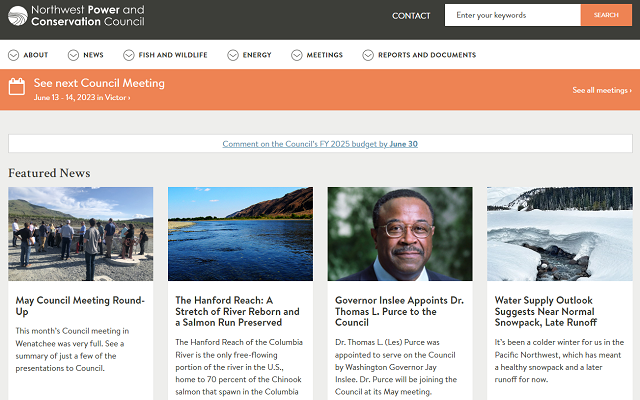 Northwest Power and
Conservation Council
CONTACT
Enter your keywords
SEARCH
ABOUT
NEWS
FISH AND WILDLIFE
ENERGY
MEETINGS
REPORTS AND DOCUMENTS
See next Council Meeting
June 13 - 14, 2023 in Victor ›
See all meetings ›
Comment on the Council's FY 2025 budget by June 30
Featured News
May Council Meeting Round-
Up
This month's Council meeting in
Wenatchee was very full. See a
summary of just a few of the
presentations to Council.
The Hanford Reach: A
Stretch of River Reborn and
a Salmon Run Preserved
The Hanford Reach of the Columbia
River is the only free-flowing
portion of the river in the U.S.,
home to 70 percent of the Chinook
salmon that spawn in the Columbia
Governor Inslee Appoints Dr.
Thomas L. Purce to the
Council
Dr. Thomas L. (Les) Purce was
appointed to serve on the Council
by Washington Governor Jay
Inslee. Dr. Purce will be joining the
Council at its May meeting.
Water Supply Outlook
Suggests Near Normal
Snowpack, Late Runoff
It's been a colder winter for us in the
Pacific Northwest, which has meant
a healthy snowpack and a later
runoff for now.